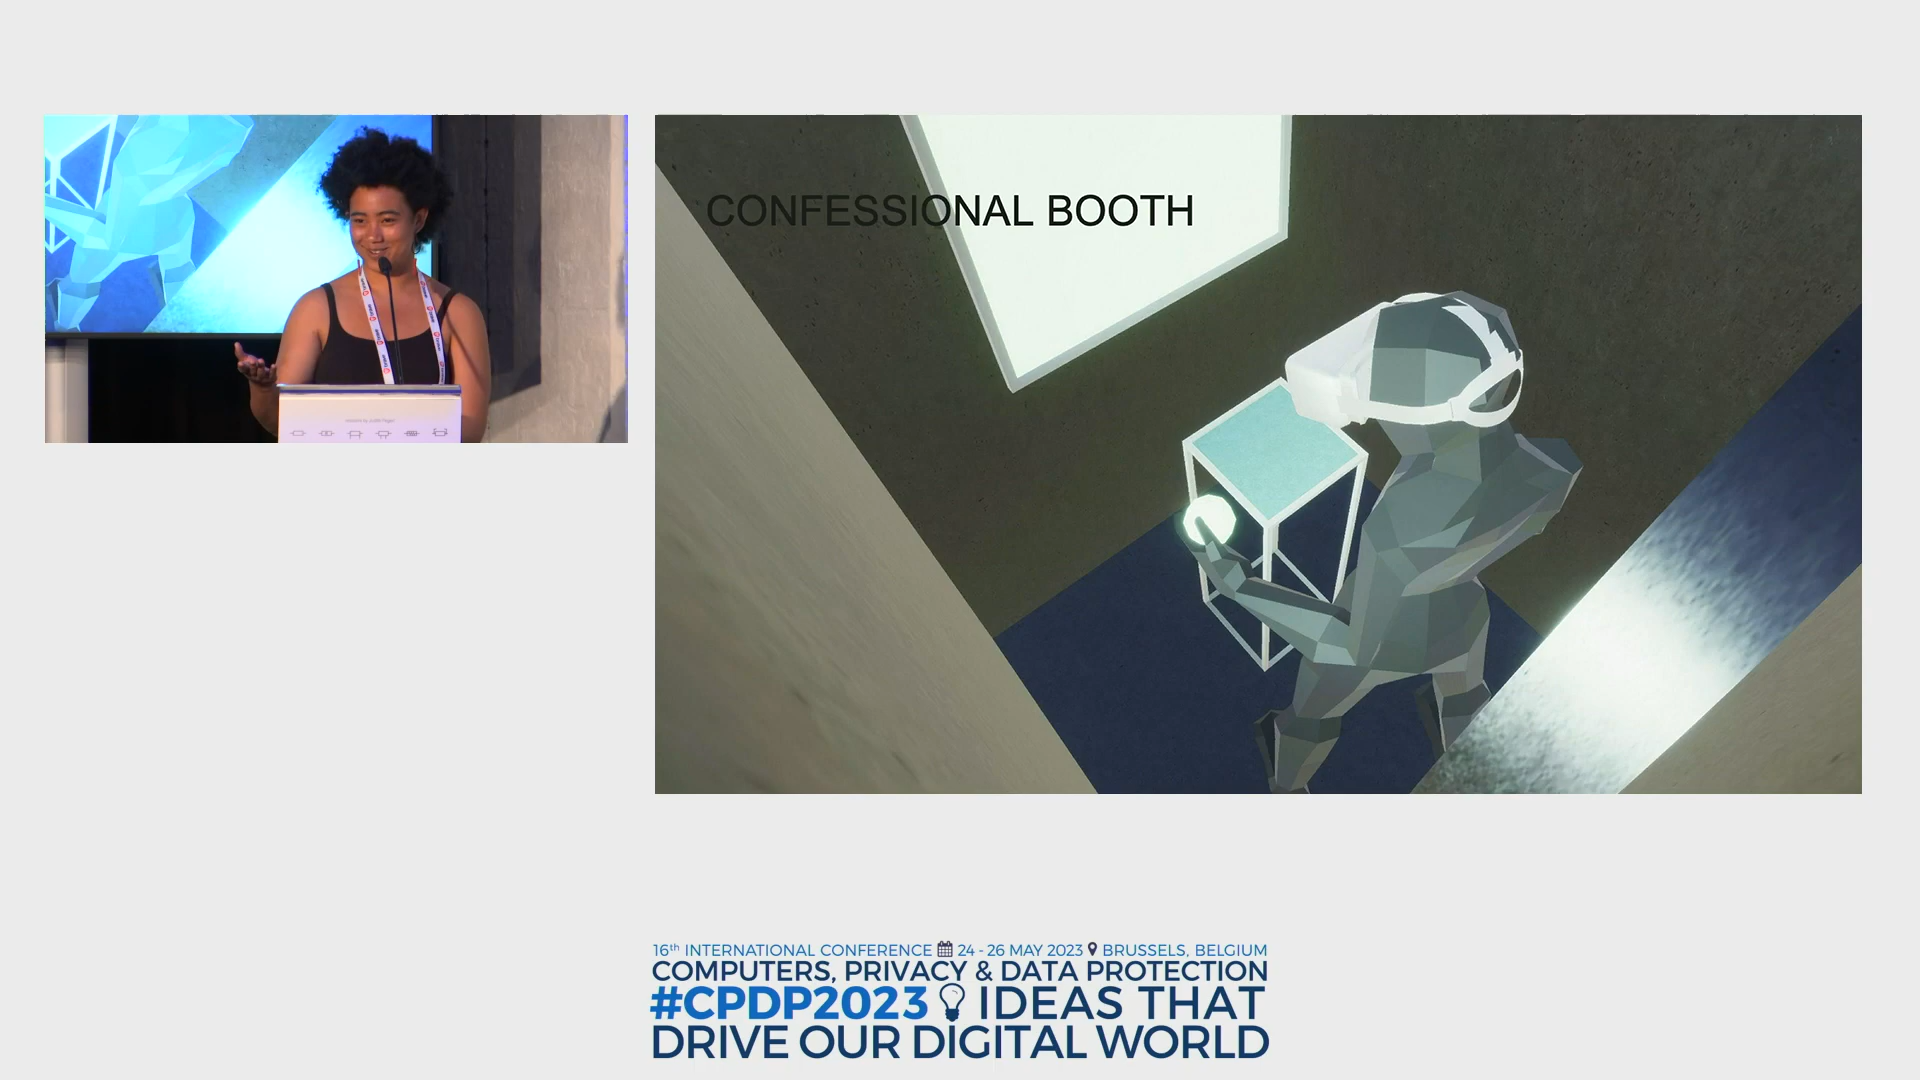 CONFESSIONAL BOOTH
16th INTERNATIONAL CONFERENCE 24 - 26 MAY 2023 BRUSSELS, BELGIUM
COMPUTERS, PRIVACY & DATA PROTECTION
#CPDP2023 IDEAS THAT
DRIVE OUR DIGITAL WORLD